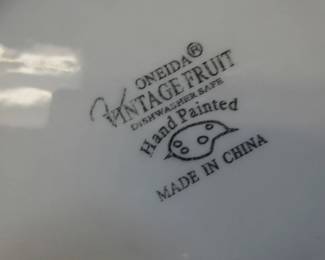 ONEIDA®
VINTAGE FRUIT
DISHWASHER SAFE
Hand Painted
MADE IN CHINA